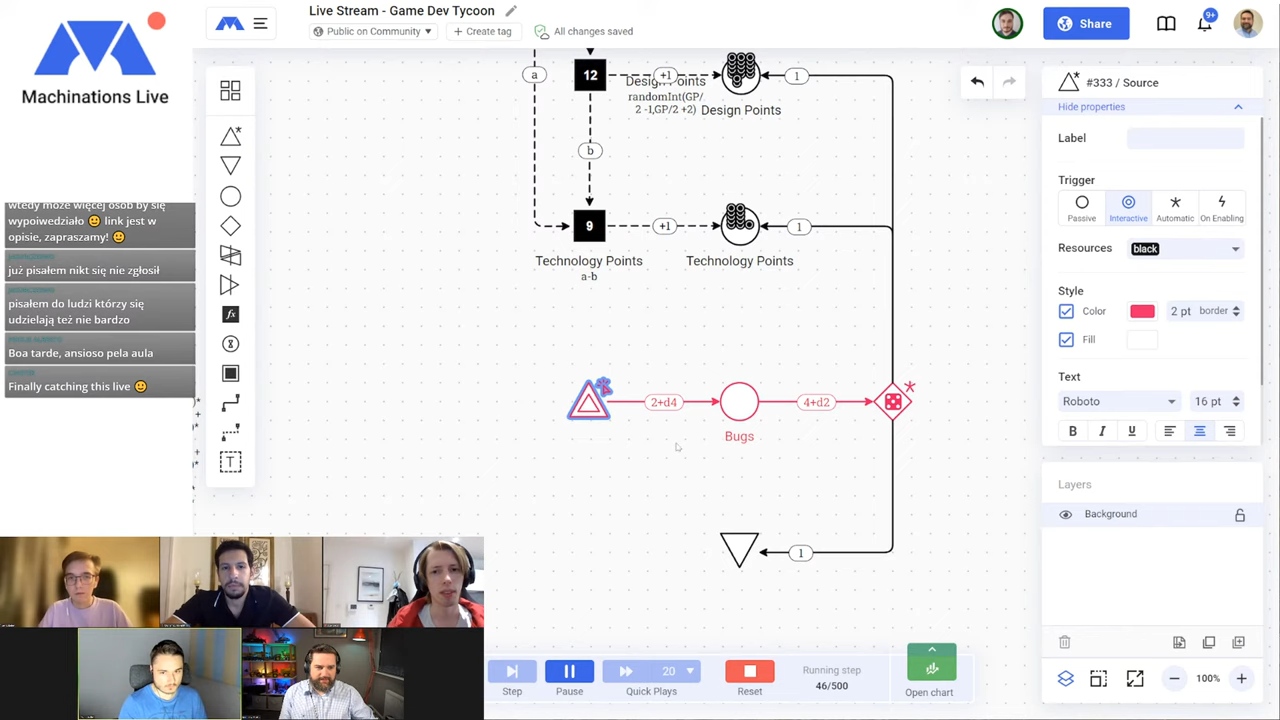 Machinations Live
wtedy może więcej osób by się
wypoiwedziało 🙂 link jest w
opisie, zapraszamy! 🙂
już pisałem nikt się nie zgłosił
pisałem do ludzi którzy się
udzielają też nie bardzo
Boa tarde, ansioso pela aula
Finally catching this live 🙂
Live Stream - Game Dev Tycoon
Public on Community
+ Create tag
All changes saved
Share
9+
a
12
+1
Design Points
randomInt(GP/
2 -1,GP/2 +2)
Design Points
1
b
9
+1
1
Technology Points
a-b
Technology Points
2+d4
4+d2
Bugs
1
fx
T
#333 / Source
Hide properties
Label
Trigger
Passive
Interactive
Automatic
On Enabling
Resources
black
Style
Color
2 pt border
Fill
Text
Roboto
16 pt
B I U
Layers
Background
100%
Step
Pause
20
Quick Plays
Reset
Running step
46/500
Open chart